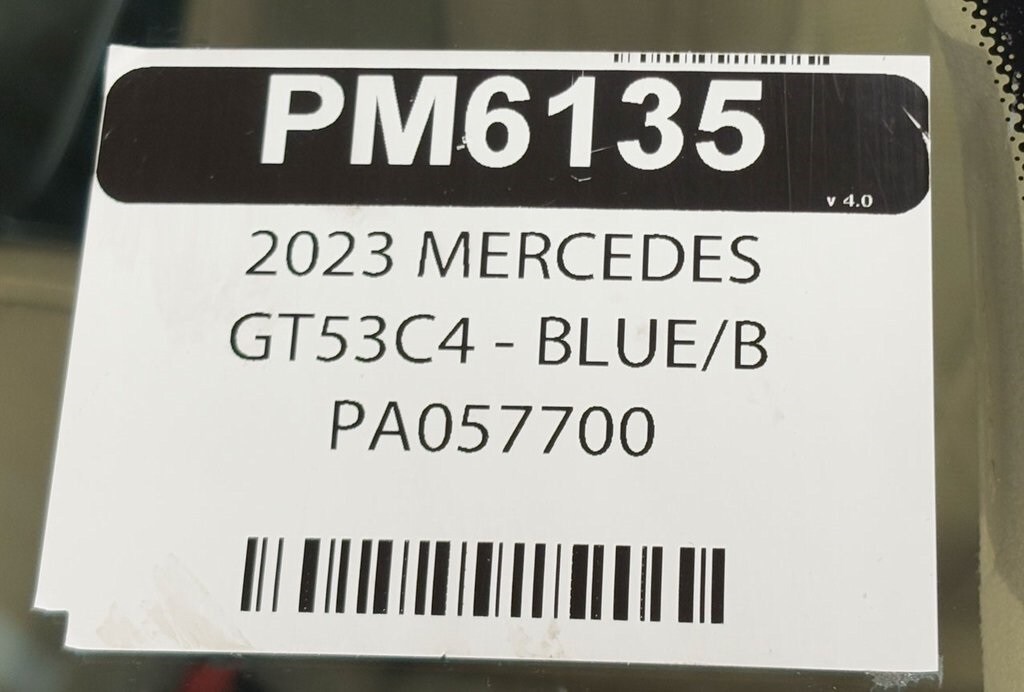 PM6135
v 4.0
2023 MERCEDES
GT53C4 - BLUE/B
PA057700